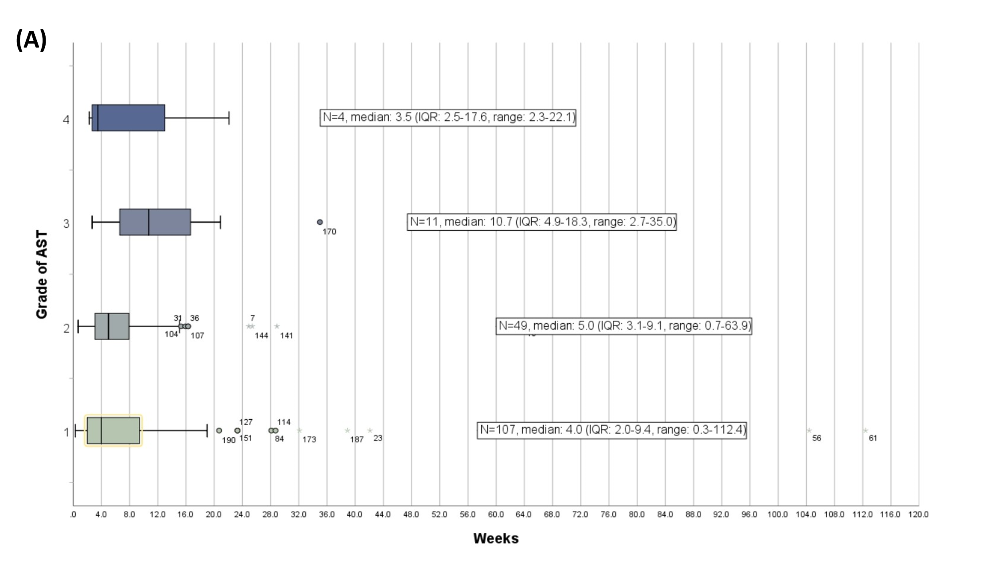 (A)
Grade of AST
4
N=4, median: 3.5 (IQR: 2.5-17.6, range: 2.3-22.1)
3
N=11, median: 10.7 (IQR: 4.9-18.3, range: 2.7-35.0)
170
31 36 7
2
N=49, median: 5.0 (IQR: 3.1-9.1, range: 0.7-63.9)
104 107 144 141
127 114
1
N=107, median: 4.0 (IQR: 2.0-9.4, range: 0.3-112.4)
190 151 84 173 187 23 56 61
.0 4.0 8.0 12.0 16.0 20.0 24.0 28.0 32.0 36.0 40.0 44.0 48.0 52.0 56.0 60.0 64.0 68.0 72.0 76.0 80.0 84.0 88.0 92.0 96.0 100.0 104.0 108.0 112.0 116.0 120.0
Weeks